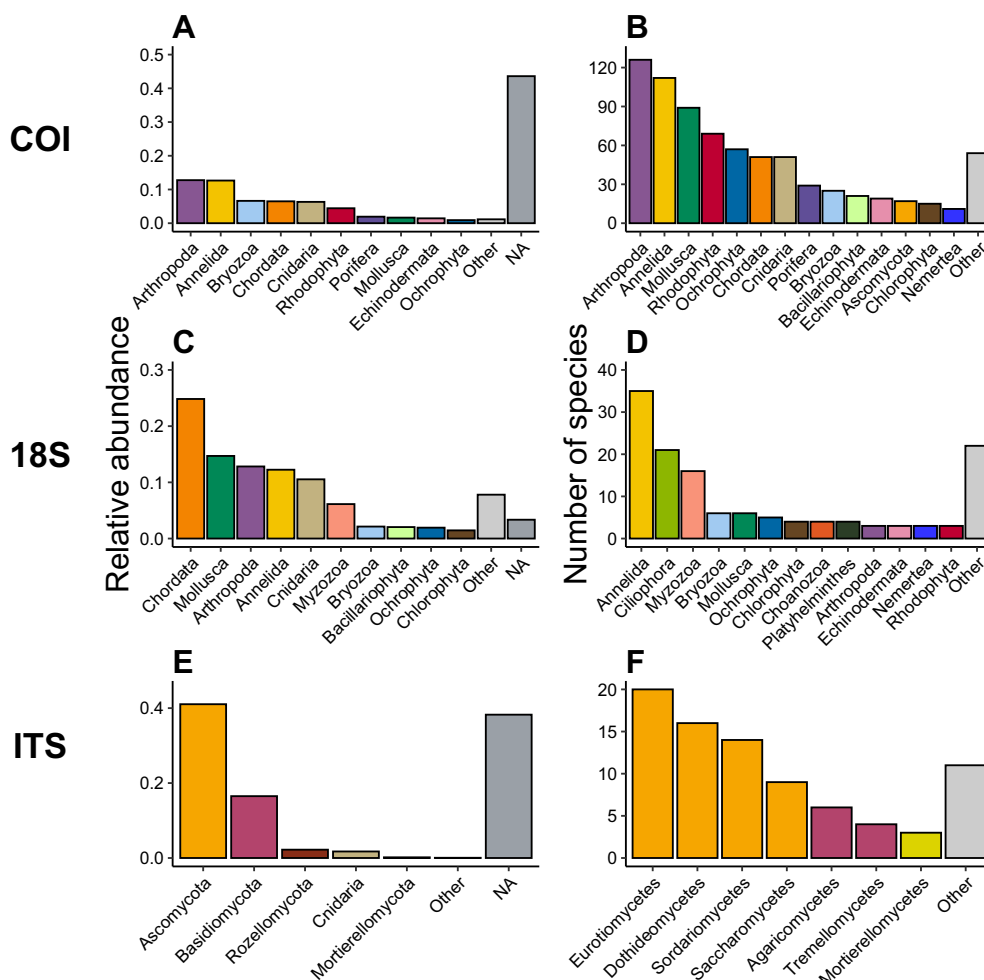 A
B
COI
0.5
0.4
0.3
0.2
0.1
0.0
Arthropoda
Annelida
Bryozoa
Chordata
Cnidaria
Rhodophyta
Porifera
Mollusca
Echinodermata
Ochrophyta
Other
NA
120
90
60
30
0
Arthropoda
Annelida
Mollusca
Rhodophyta
Ochrophyta
Chordata
Cnidaria
Porifera
Bryozoa
Bacillariophyta
Echinodermata
Ascomycota
Chlorophyta
Nemertea
Other
Relative abundance
Number of species
C
D
18S
0.3
0.2
0.1
0.0
Chordata
Mollusca
Arthropoda
Annelida
Cnidaria
Myzozoa
Bryozoa
Bacillariophyta
Ochrophyta
Chlorophyta
Other
NA
40
30
20
10
0
Annelida
Ciliophora
Myzozoa
Bryozoa
Mollusca
Ochrophyta
Chlorophyta
Choanozoa
Platyhelminthes
Arthropoda
Echinodermata
Nemertea
Rhodophyta
Other
E
F
ITS
0.4
0.2
0.0
Ascomycota
Basidiomycota
Rozellomycota
Cnidaria
Mortierellomycota
Other
NA
20
15
10
5
0
Eurotiomycetes
Dothideomycetes
Sordariomycetes
Saccharomycetes
Agaricomycetes
Tremellomycetes
Mortierellomycetes
Other